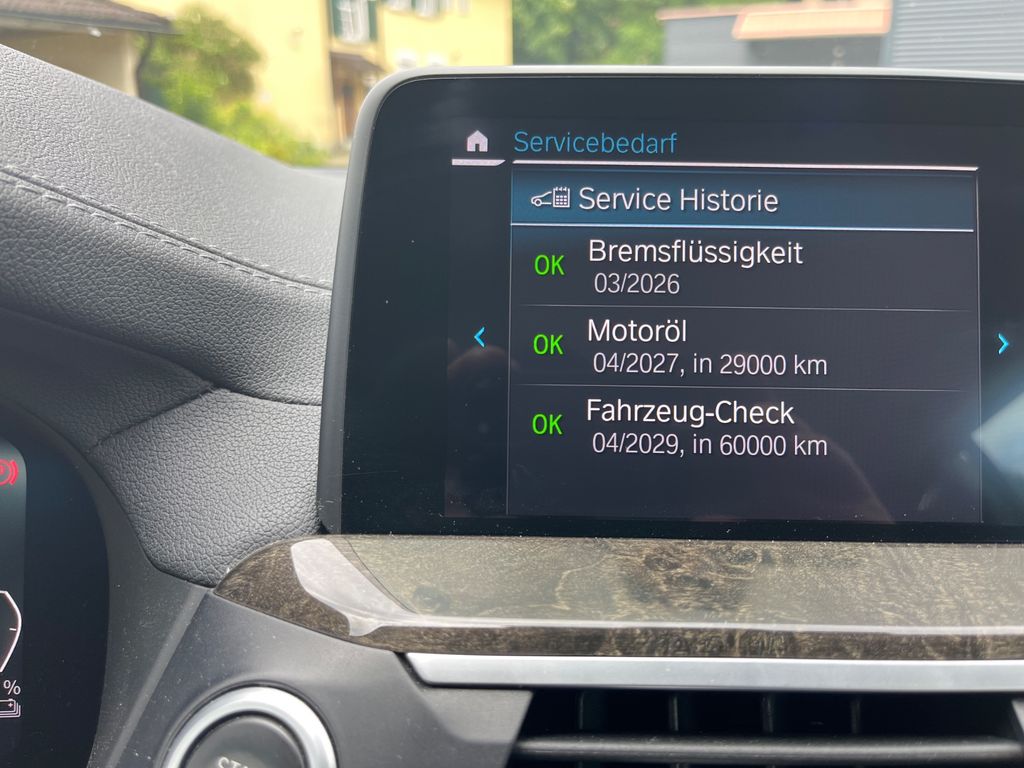 Servicebedarf
Service Historie
OK
Bremsflüssigkeit
03/2026
OK
Motoröl
04/2027, in 29000 km
OK
Fahrzeug-Check
04/2029, in 60000 km
%